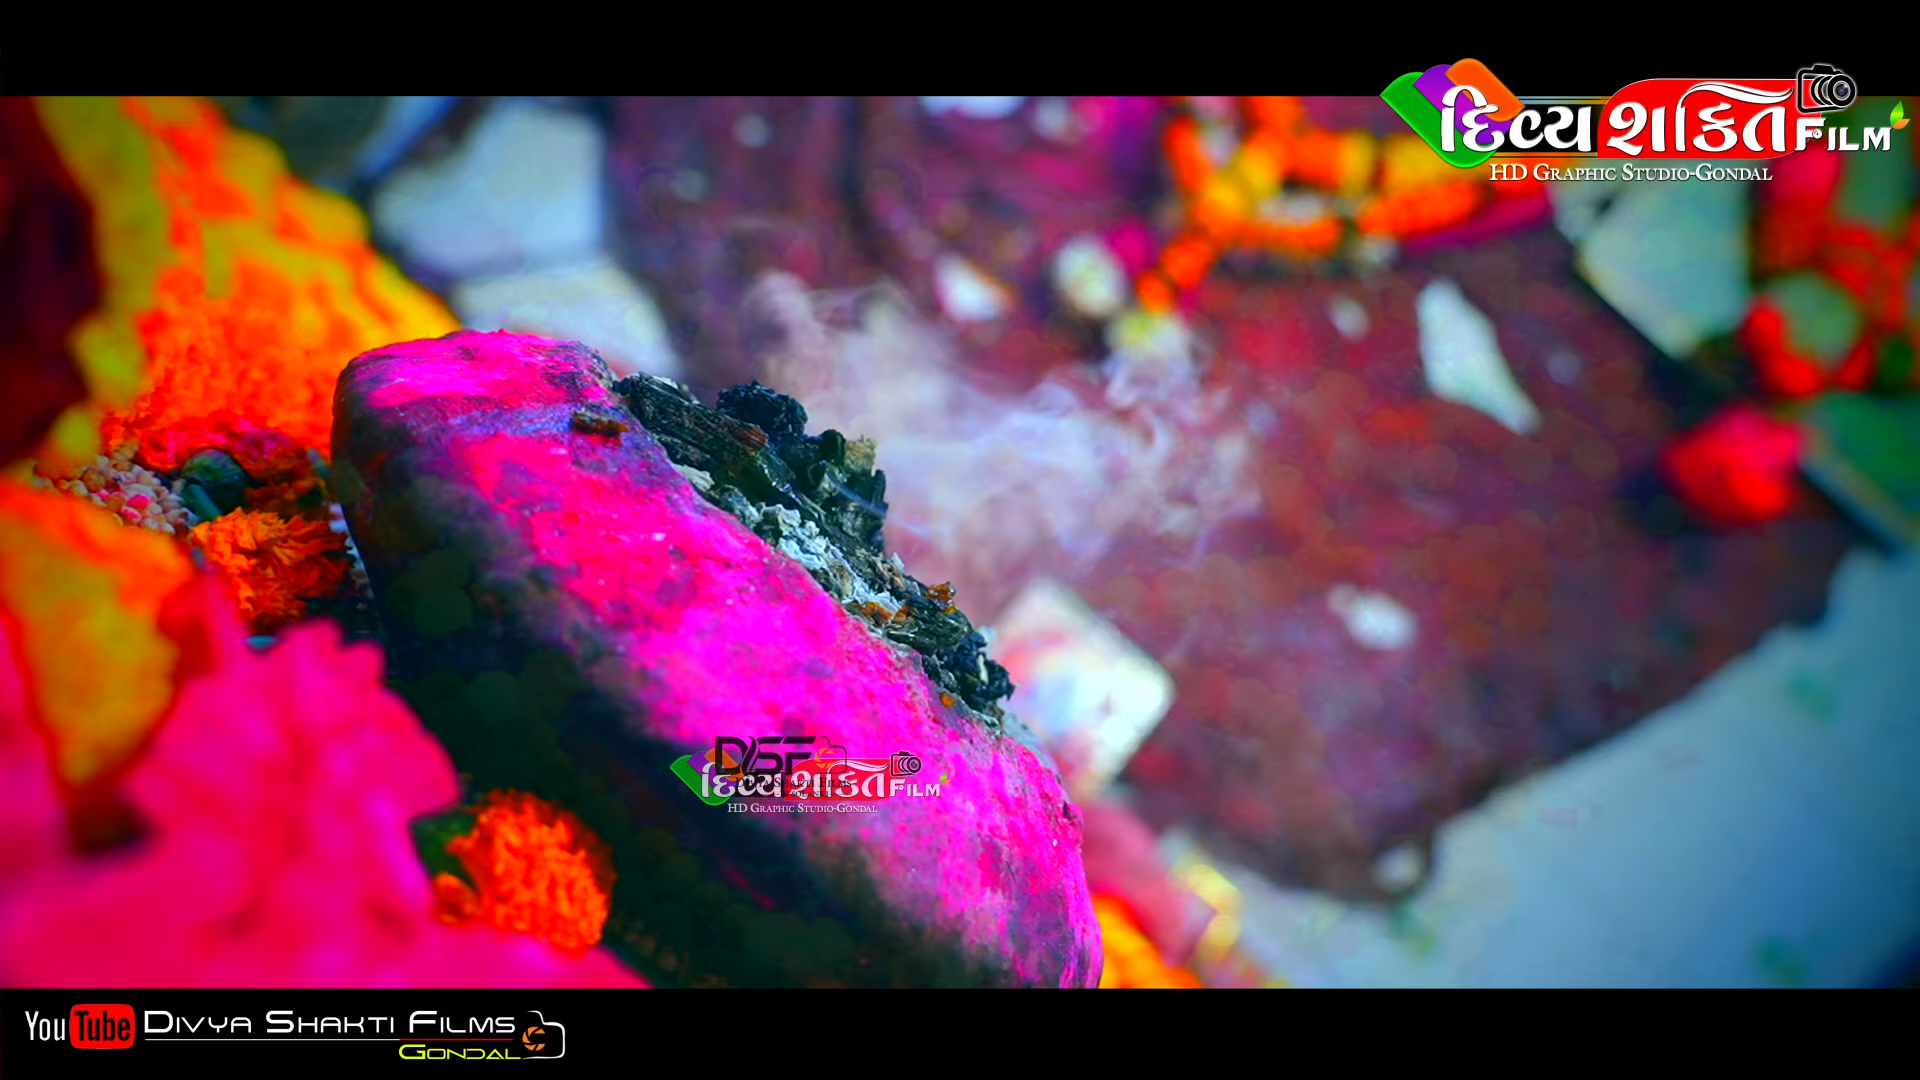 દિવ્ય શક્તિ FILM
HD GRAPHIC STUDIO-GONDAL
DSF
દિવ્ય શક્તિ FILM
HD GRAPHIC STUDIO-GONDAL
YouTube DIVYA SHAKTI FILMS
GONDAL